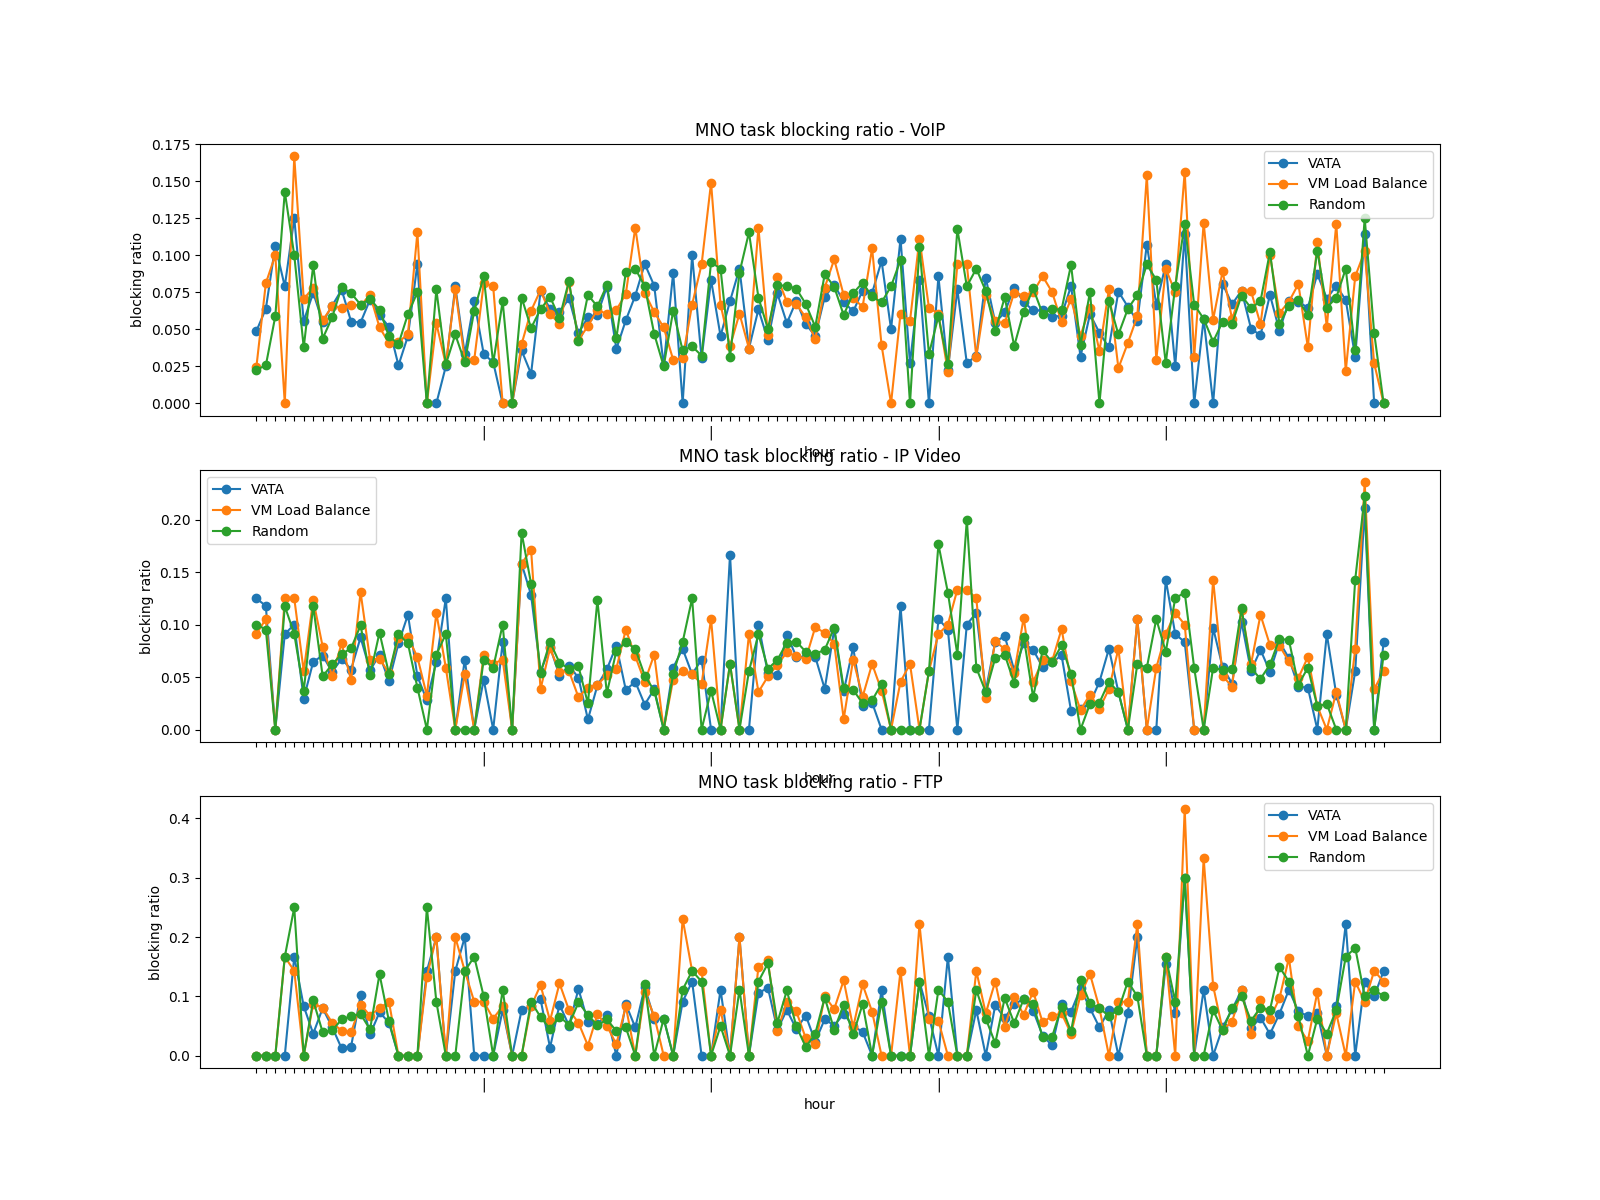 MNO task blocking ratio - VoIP
blocking ratio
0.175
0.150
0.125
0.100
0.075
0.050
0.025
0.000
VATA
VM Load Balance
Random
hour
MNO task blocking ratio - IP Video
blocking ratio
0.20
0.15
0.10
0.05
0.00
VATA
VM Load Balance
Random
hour
MNO task blocking ratio - FTP
blocking ratio
0.4
0.3
0.2
0.1
0.0
VATA
VM Load Balance
Random
hour